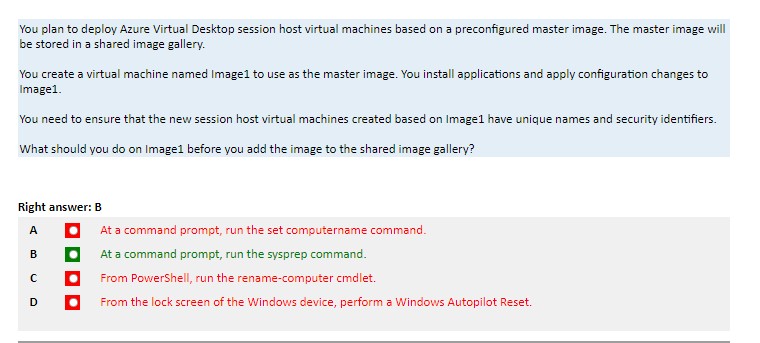 You plan to deploy Azure Virtual Desktop session host virtual machines based on a preconfigured master image. The master image will
be stored in a shared image gallery.
You create a virtual machine named Image1 to use as the master image. You install applications and apply configuration changes to
Image1.
You need to ensure that the new session host virtual machines created based on Image1 have unique names and security identifiers.
What should you do on Image1 before you add the image to the shared image gallery?
Right answer: B
A At a command prompt, run the set computername command.
B At a command prompt, run the sysprep command.
C From PowerShell, run the rename-computer cmdlet.
D From the lock screen of the Windows device, perform a Windows Autopilot Reset.